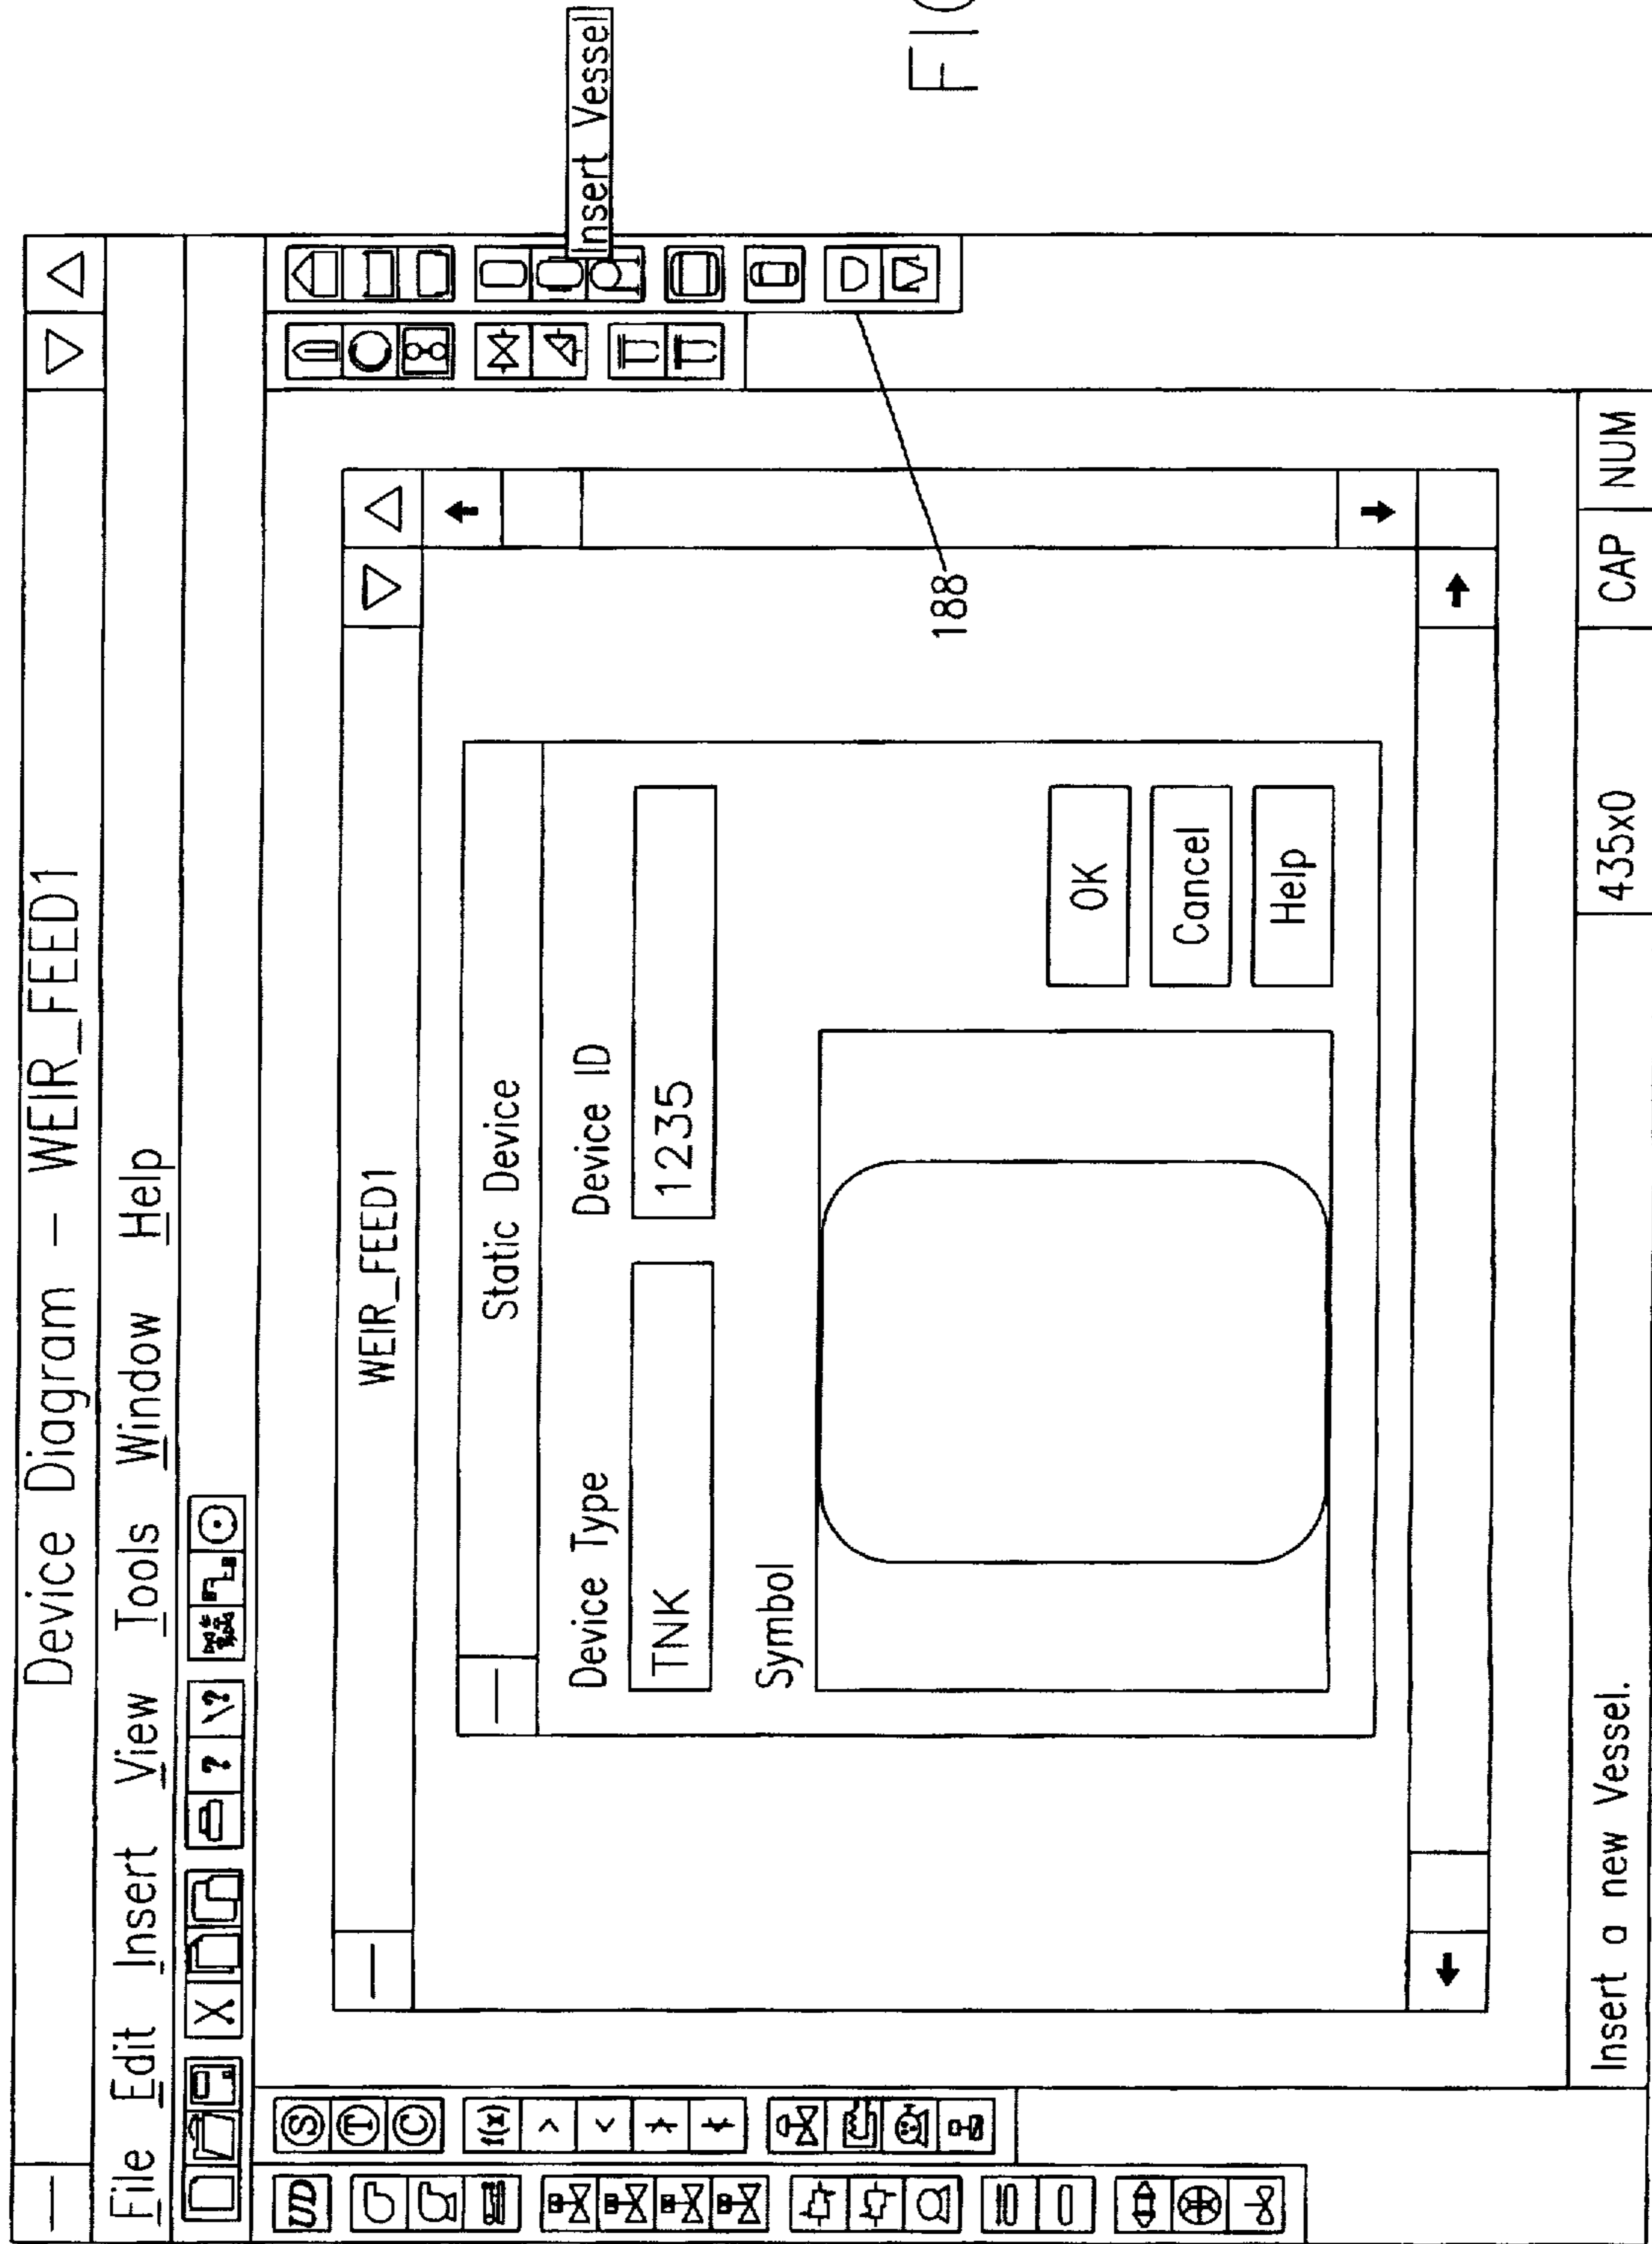 Device Diagram – WEIR_FEED1
File Edit Insert View Tools Window Help
? \?
UD
S
T
C
f(x)
>
<
WEIR_FEED1
Static Device
Device Type Device ID
TNK 1235
Symbol
OK
Cancel
Help
Insert Vessel
188
Insert a new Vessel. 435x0 CAP NUM